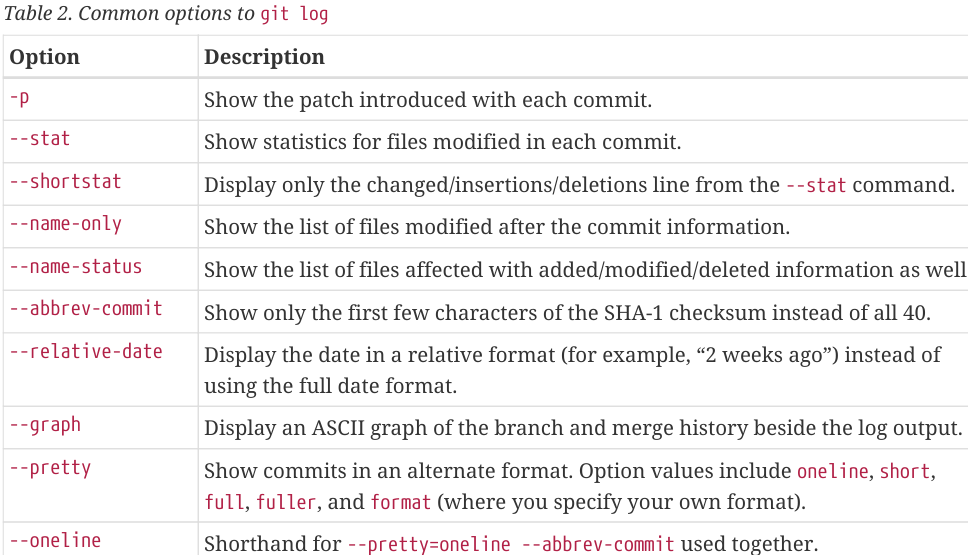 Table 2. Common options to git log
Option Description
-p Show the patch introduced with each commit.
--stat Show statistics for files modified in each commit.
--shortstat Display only the changed/insertions/deletions line from the --stat command.
--name-only Show the list of files modified after the commit information.
--name-status Show the list of files affected with added/modified/deleted information as well
--abbrev-commit Show only the first few characters of the SHA-1 checksum instead of all 40.
--relative-date Display the date in a relative format (for example, “2 weeks ago”) instead of
using the full date format.
--graph Display an ASCII graph of the branch and merge history beside the log output.
--pretty Show commits in an alternate format. Option values include oneline, short,
full, fuller, and format (where you specify your own format).
--oneline Shorthand for --pretty=oneline --abbrev-commit used together.